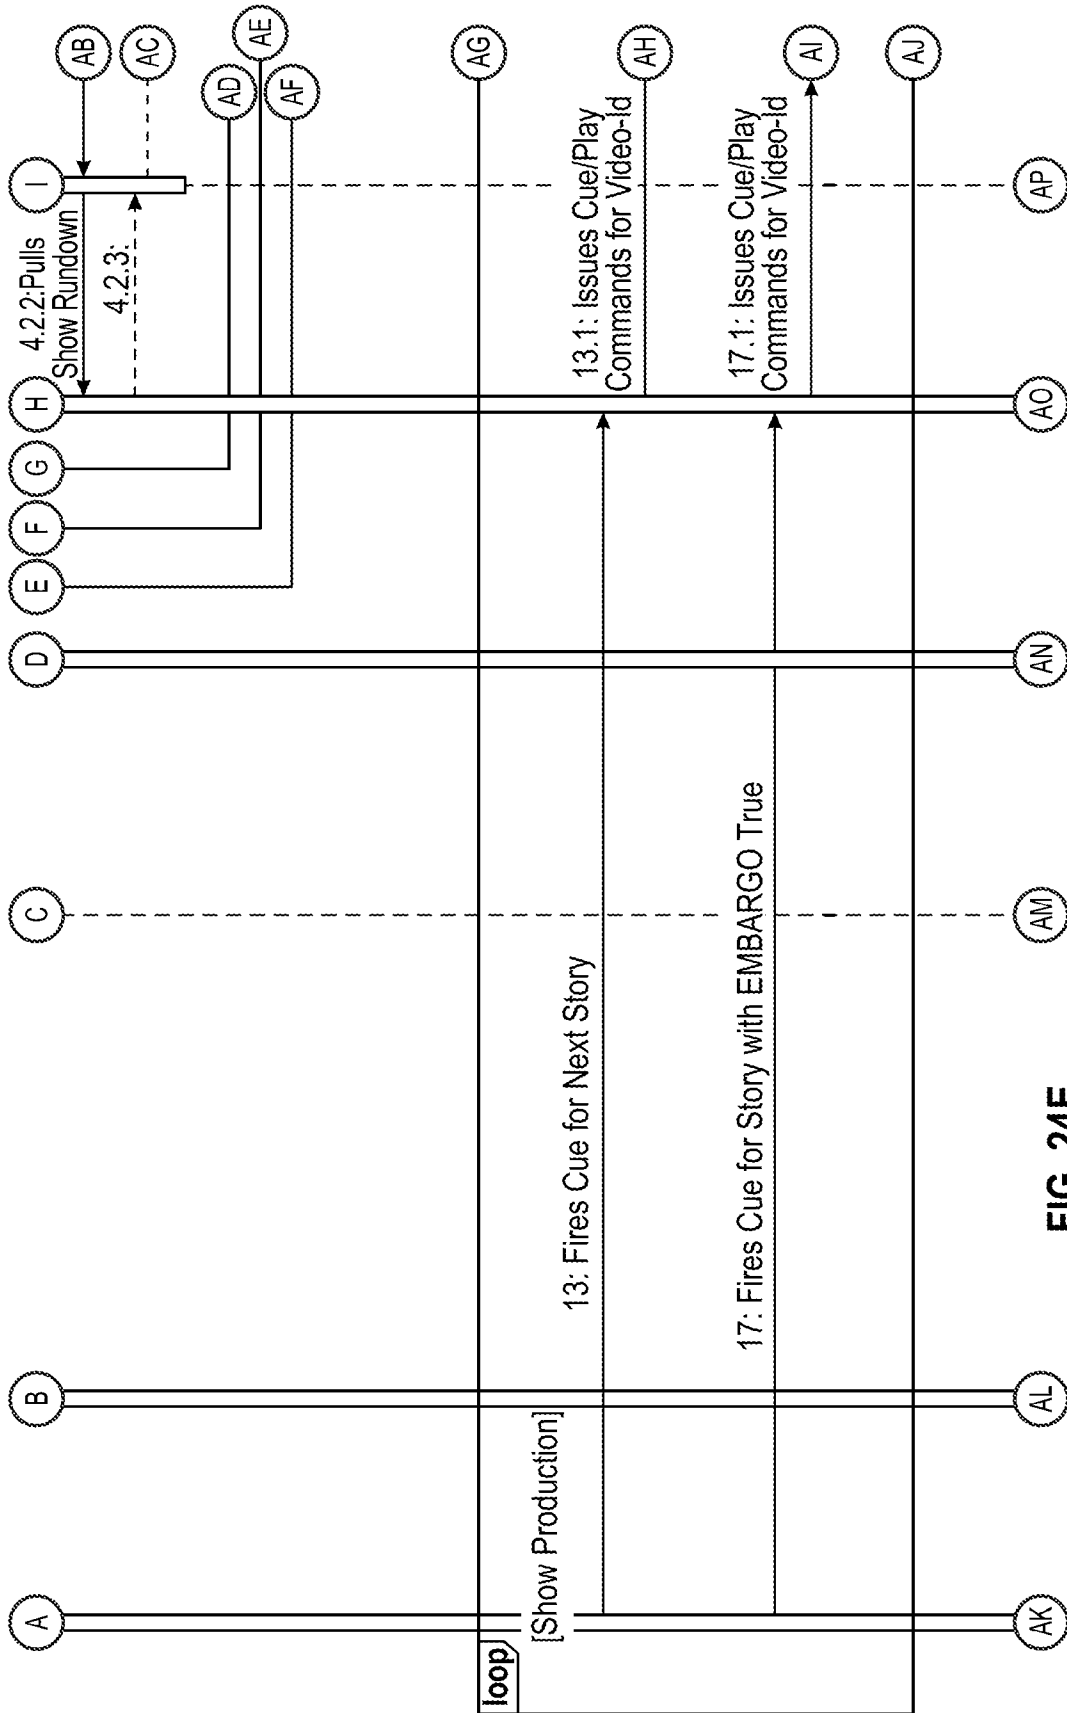 A
B
C
D
E
F
G
H
I
4.2.2:Pulls
Show Rundown
4.2.3:
AB
AC
AD
AE
AF
loop
[Show Production]
AG
13: Fires Cue for Next Story
13.1: Issues Cue/Play
Commands for Video-Id
AH
17: Fires Cue for Story with EMBARGO True
17.1: Issues Cue/Play
Commands for Video-Id
AI
AJ
AK
AL
AM
AN
AO
AP